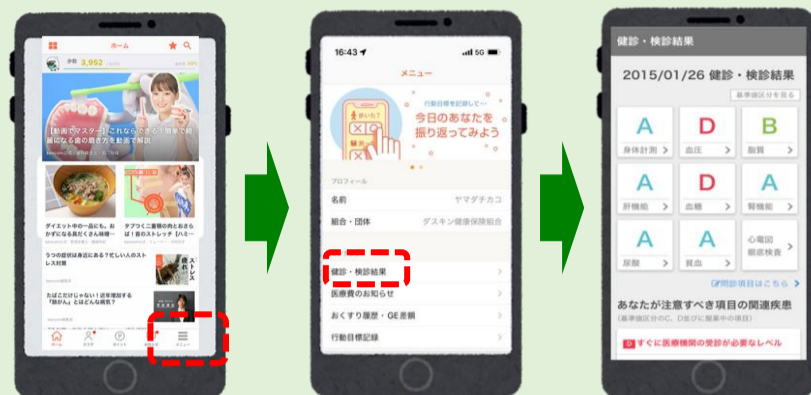 ホーム
歩数 3,952
【動画でマスター】これならできる!簡単で綺
麗になる歯の磨き方を動画で解説
ダイエット中の一品にも。お
かずになる具だくさん味噌…
タプつく二重顎の肉とおさら
ば!首のストレッチ【ハミ…
うつの症状は身近にある?忙しい人のスト
レス対策
たばこだけじゃない!近年増加する
「肺がん」とはどんな病気?
ホーム
ポイント
メニュー
16:43
5G
メニュー
行動目標を記録して…
今日のあなたを
振り返ってみよう
プロフィール
名前
ヤマダチカコ
組合・団体
ダスキン健康保険組合
健診・検診結果
医療費のお知らせ
おくすり履歴・GE差額
行動目標記録
健診・検診結果
2015/01/26 健診・検診結果
基準値区分を見る
A
D
B
身体計測
血圧
脂質
A
D
A
肝機能
血糖
腎機能
A
A
心電図
眼底検査
尿酸
貧血
問診項目はこちら
あなたが注意すべき項目の関連疾患
(基準値区分のC、D並びに服薬中の項目)
D すぐに医療機関の受診が必要なレベル